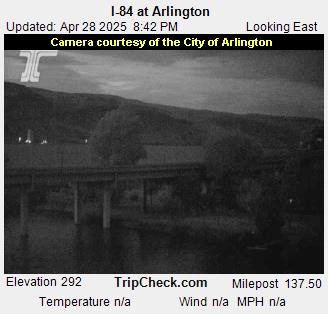 I-84 at Arlington
Updated: Apr 28 2025 8:42 PM Looking East
Camera courtesy of the City of Arlington
Elevation 292 TripCheck.com Milepost 137.50
Temperature n/a Wind n/a MPH n/a